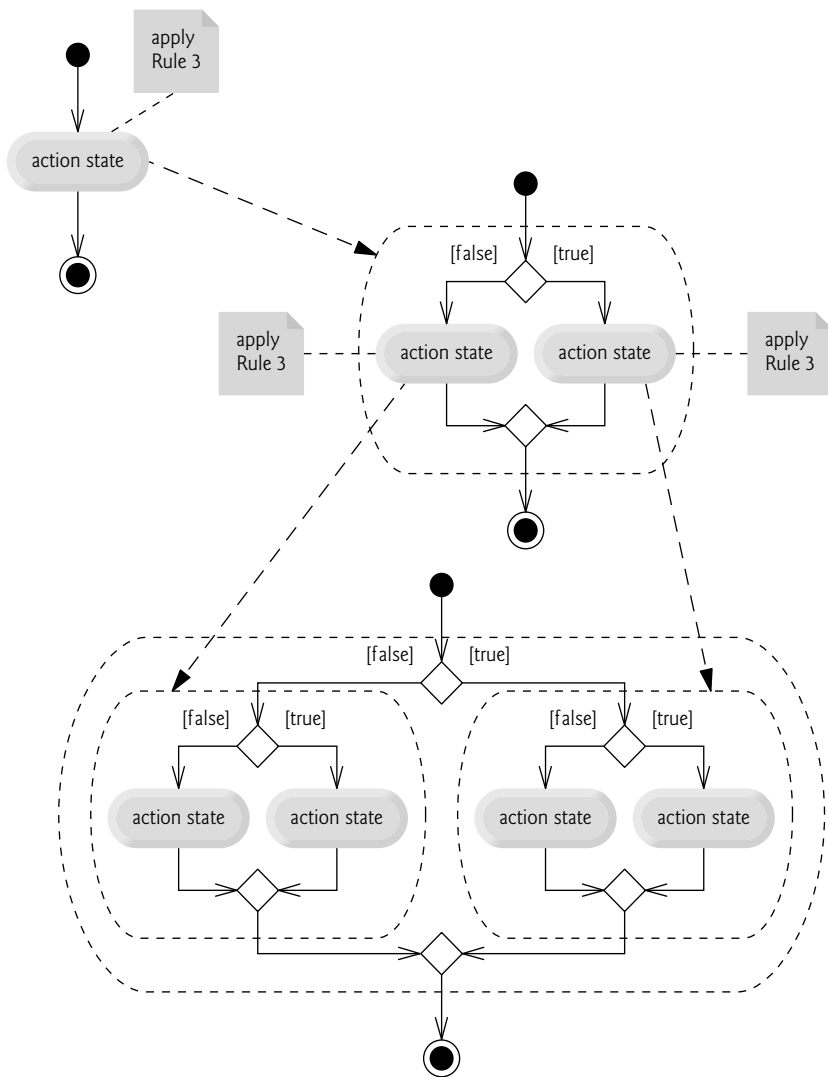 apply
Rule 3
action state
[false] [true]
apply
Rule 3
action state
action state
apply
Rule 3
[false] [true]
[false] [true]
[false] [true]
action state
action state
action state
action state